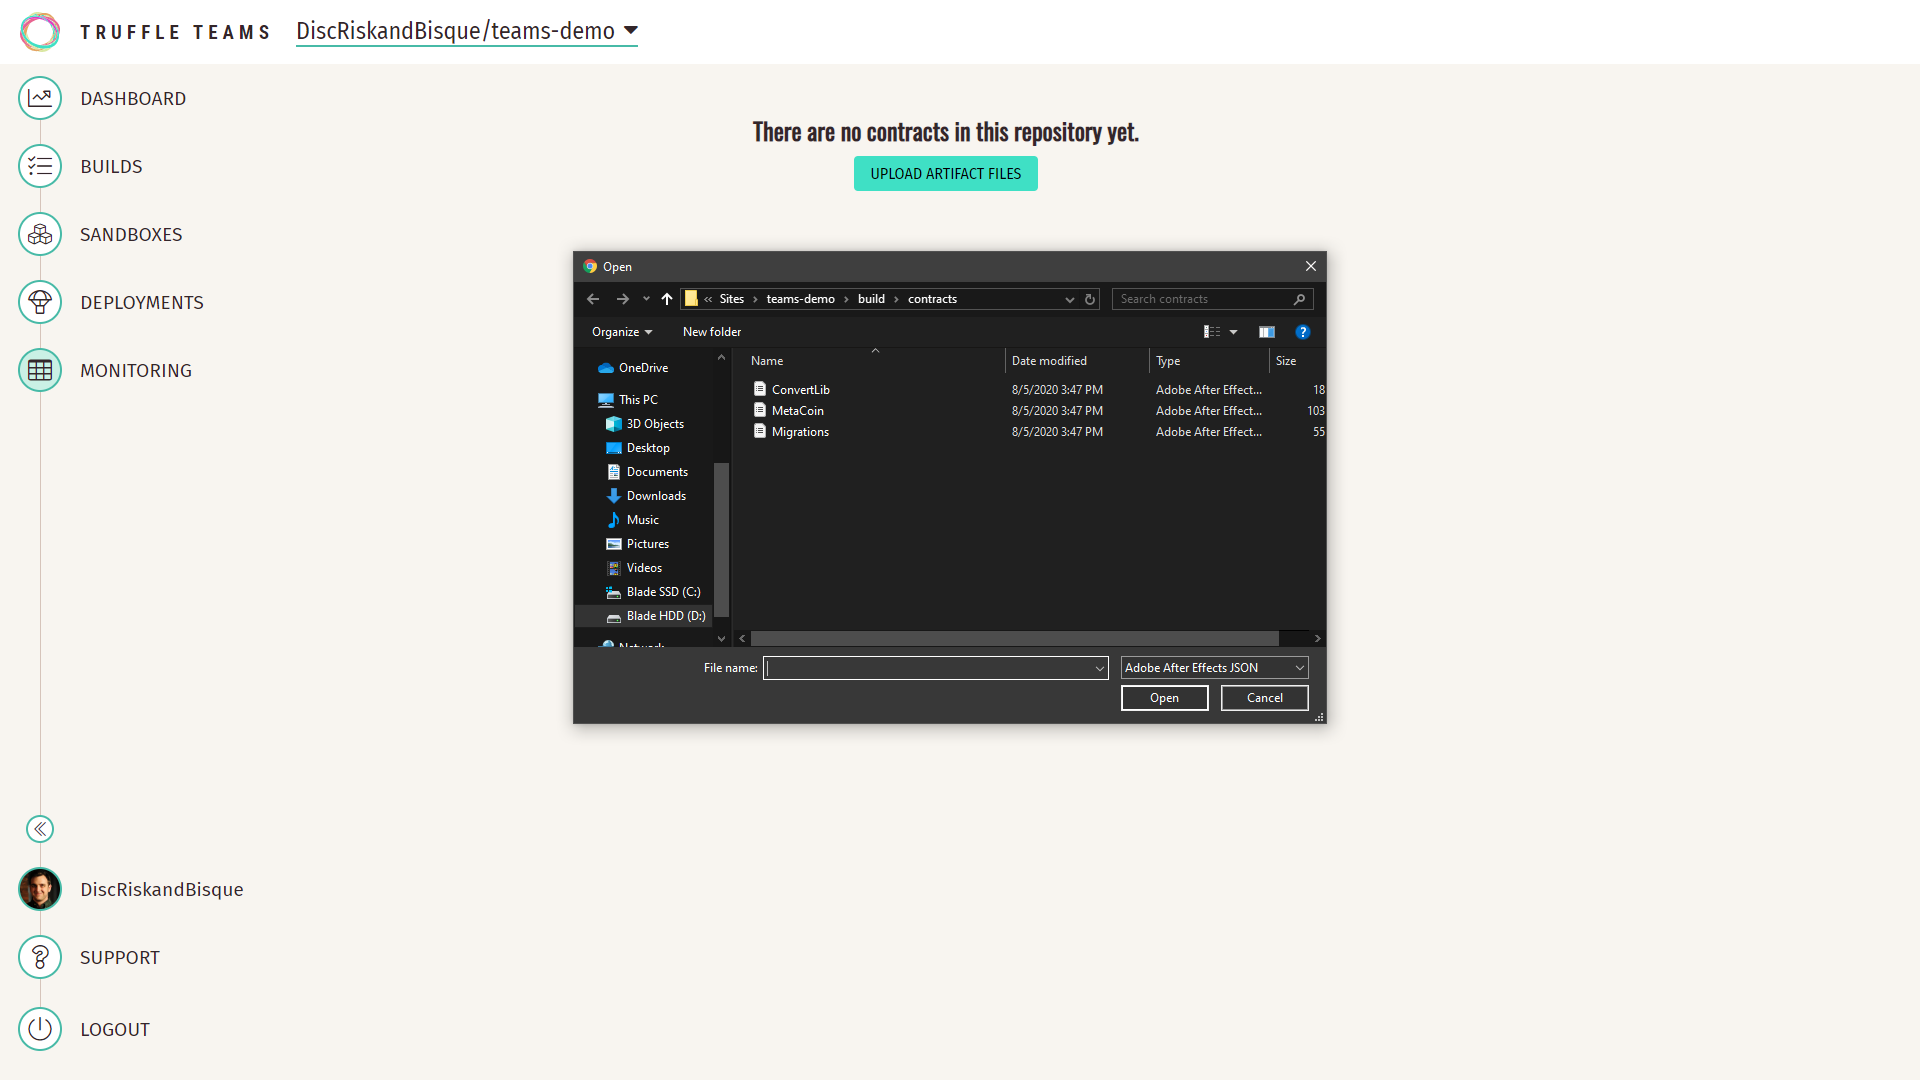 TRUFFLE TEAMS DiscRiskandBisque/teams-demo
DASHBOARD
BUILDS
SANDBOXES
DEPLOYMENTS
MONITORING
There are no contracts in this repository yet.
UPLOAD ARTIFACT FILES
Open
« Sites > teams-demo > build > contracts
Search contracts
Organize New folder
OneDrive
This PC
3D Objects
Desktop
Documents
Downloads
Music
Pictures
Videos
Blade SSD (C:)
Blade HDD (D:)
Network
Name Date modified Type Size
ConvertLib 8/5/2020 3:47 PM Adobe After Effect... 18
MetaCoin 8/5/2020 3:47 PM Adobe After Effect... 103
Migrations 8/5/2020 3:47 PM Adobe After Effect... 55
File name: Adobe After Effects JSON
Open Cancel
DiscRiskandBisque
SUPPORT
LOGOUT